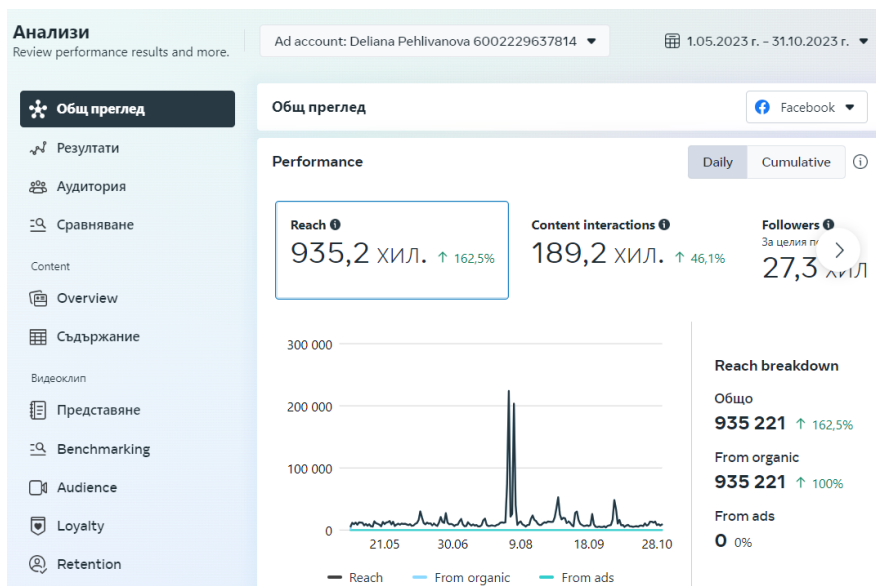 Анализи
Review performance results and more.
Ad account: Deliana Pehlivanova 6002229637814
1.05.2023 г. – 31.10.2023 г.
Общ преглед
Резултати
Аудитория
Сравняване
Content
Overview
Съдържание
Видеоклип
Представяне
Benchmarking
Audience
Loyalty
Retention
Общ преглед
Facebook
Performance
Daily
Cumulative
Reach
935,2 хил. ↑ 162,5%
Content interactions
189,2 хил. ↑ 46,1%
Followers
За целия
27,3 хил
300 000
200 000
100 000
0
21.05 30.06 9.08 18.09 28.10
Reach From organic From ads
Reach breakdown
Общо
935 221 ↑ 162,5%
From organic
935 221 ↑ 100%
From ads
0 0%